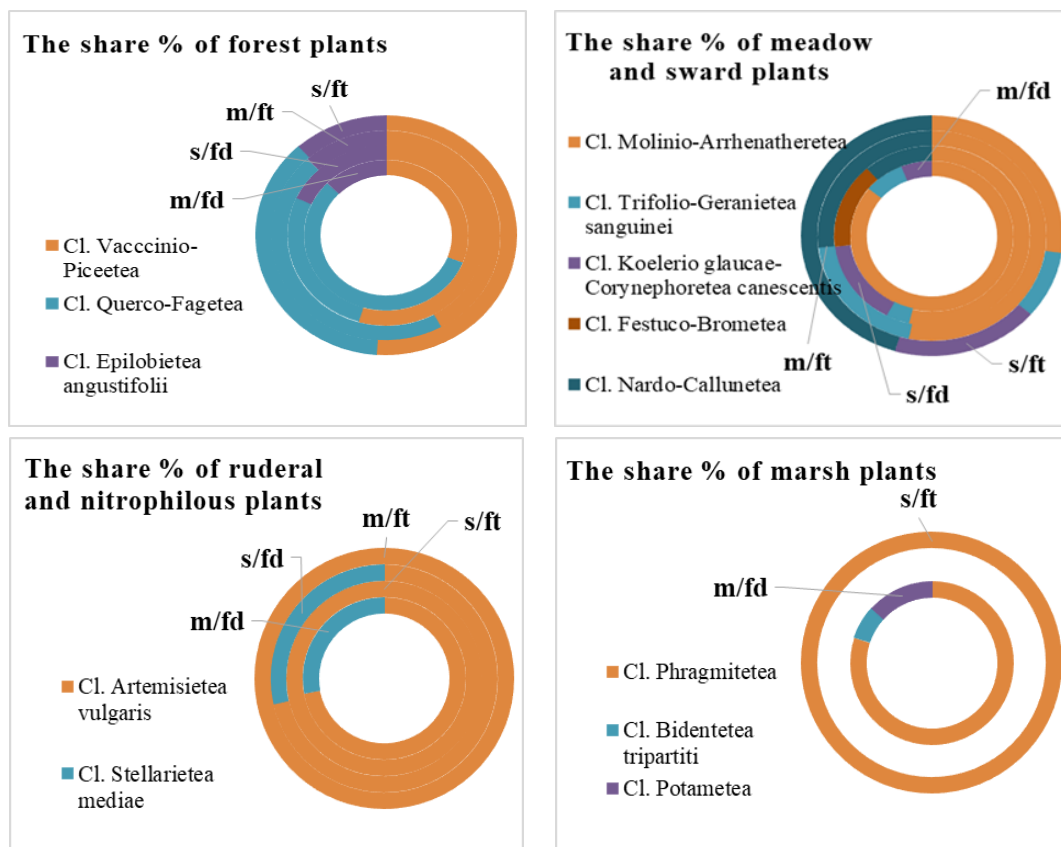 The share % of forest plants
s/ft
m/ft
s/fd
m/fd
Cl. Vacccinio-
Piceetea
Cl. Querco-Fagetea
Cl. Epilobietea
angustifolii
The share % of meadow
and sward plants
m/fd
Cl. Molinio-Arrhenatheretea
Cl. Trifolio-Geranietea
sanguinei
Cl. Koelerio glaucae-
Corynephoretea canescentis
Cl. Festuco-Brometea
m/ft
s/ft
Cl. Nardo-Callunetea
s/fd
The share % of ruderal
and nitrophilous plants
m/ft
s/ft
s/fd
m/fd
Cl. Artemisietea
vulgaris
Cl. Stellarietea
mediae
The share % of marsh plants
s/ft
m/fd
Cl. Phragmitetea
Cl. Bidentetea
tripartiti
Cl. Potametea